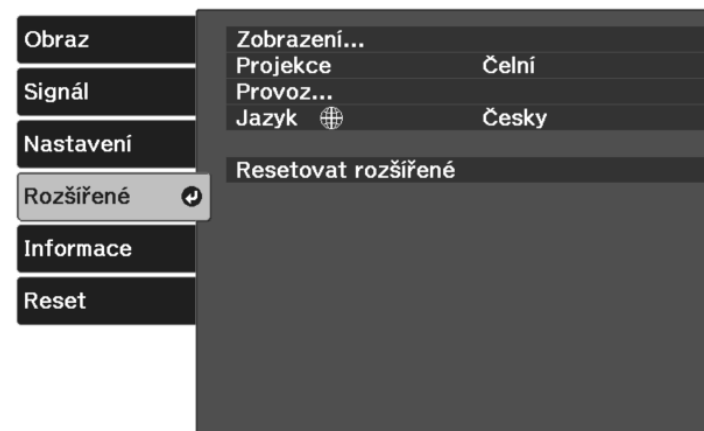 Obraz
Signál
Nastavení
Rozšířené
Informace
Reset
Zobrazení...
Projekce Čelní
Provoz...
Jazyk Česky
Resetovat rozšířené